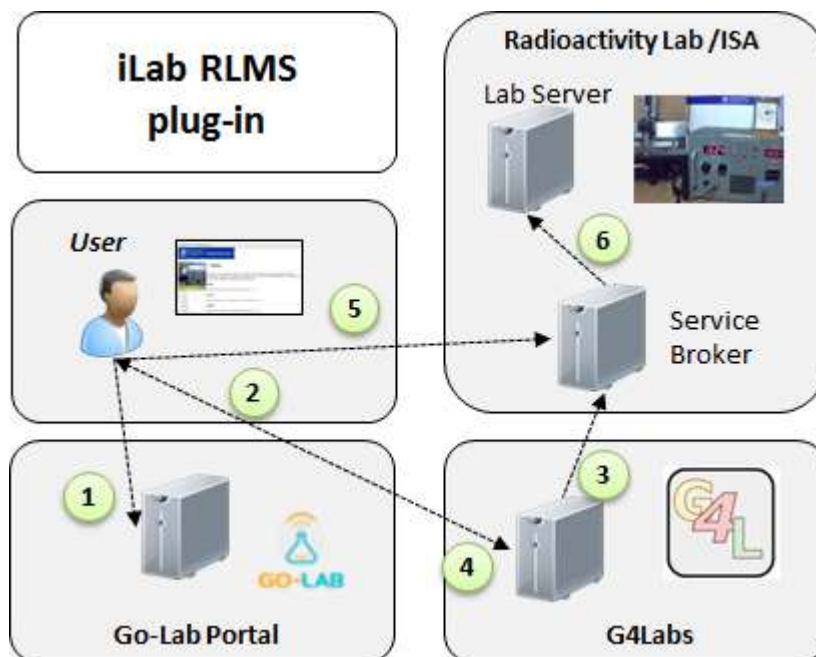 iLab RLMS
plug-in
Radioactivity Lab /ISA
Lab Server
6
User
5
Service
Broker
2
1
3
GO-LAB
G4L
4
Go-Lab Portal
G4Labs